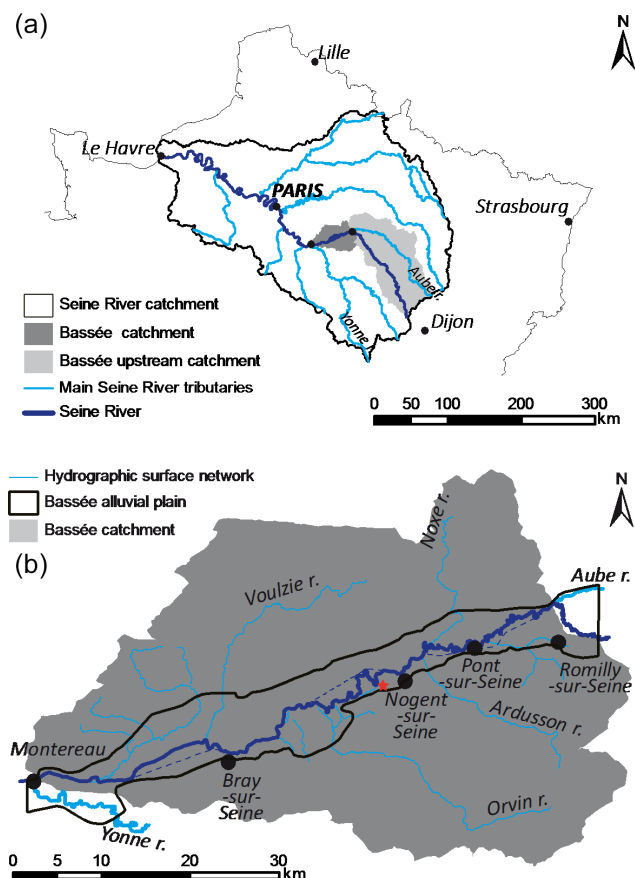 (a)
N
Lille
Le Havre
PARIS
Strasbourg
Auber.
Yonne
Dijon
Seine River catchment
Bassée catchment
Bassée upstream catchment
Main Seine River tributaries
Seine River
0 100 200 300
km
Hydrographic surface network
Bassée alluvial plain
Bassée catchment
(b)
N
Noxe r.
Aube r.
Voulzie r.
Pont
-sur-Seine
Romilly
-sur-Seine
Nogent
-sur-
Seine
Ardusson r.
Montereau
Bray
-sur-
Seine
Orvin r.
Yonne r.
0 5 10 20 30
km